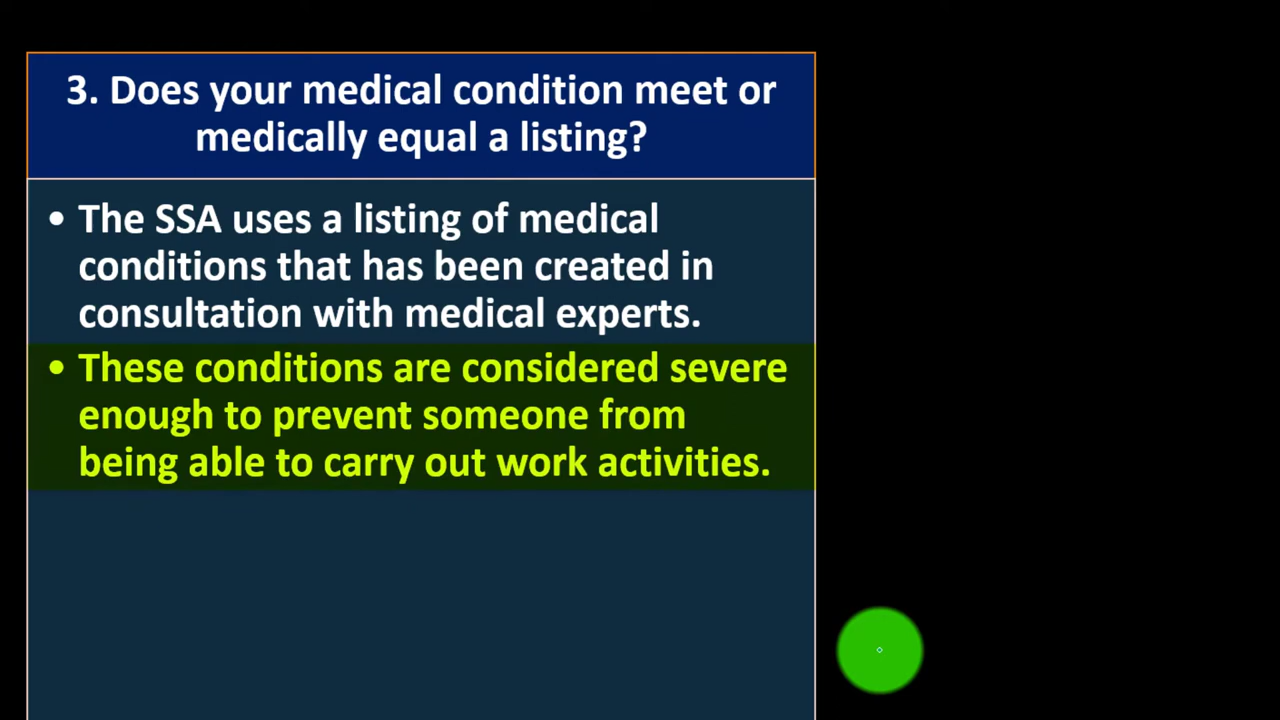 3. Does your medical condition meet or
medically equal a listing?
• The SSA uses a listing of medical
conditions that has been created in
consultation with medical experts.
• These conditions are considered severe
enough to prevent someone from
being able to carry out work activities.